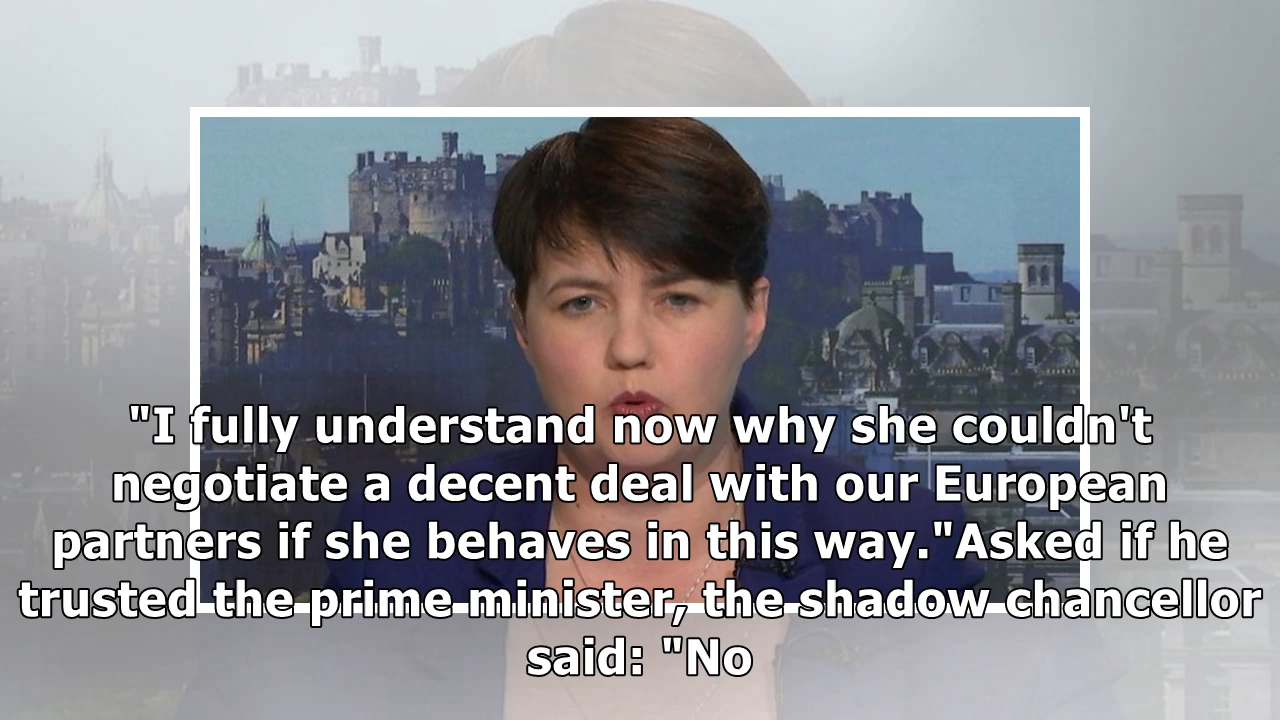 "I fully understand now why she couldn't
negotiate a decent deal with our European
partners if she behaves in this way."Asked if he
trusted the prime minister, the shadow chancellor
said: "No